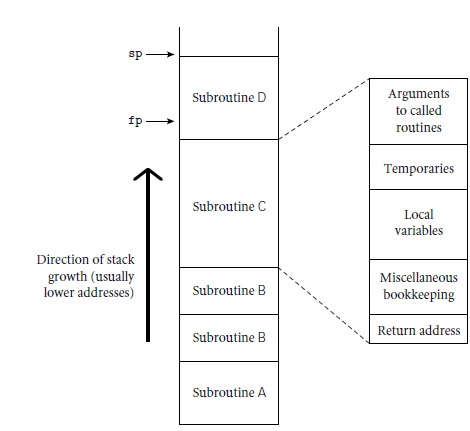 sp
Subroutine D
fp
Arguments
to called
routines
Temporaries
Subroutine C
Local
variables
Direction of stack
growth (usually
lower addresses)
Miscellaneous
bookkeeping
Subroutine B
Return address
Subroutine B
Subroutine A